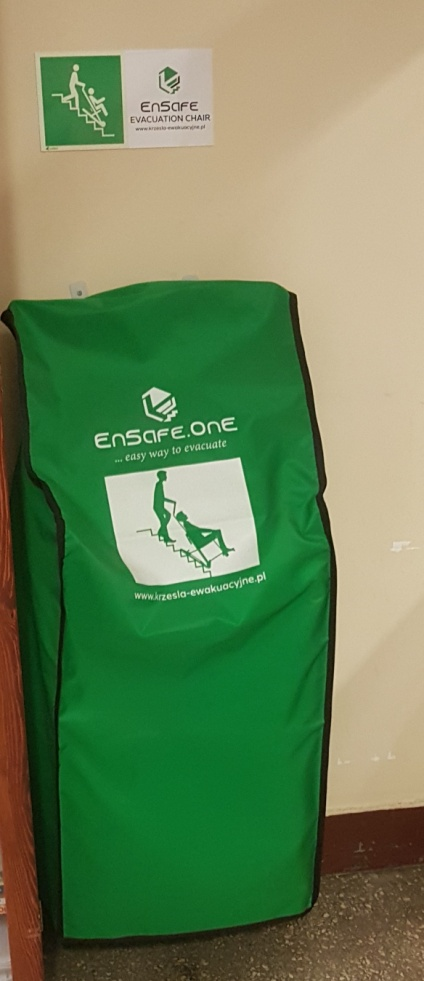 EnSafe
EVACUATION CHAIR
www.krzesla-ewakuacyjne.pl
EnSafe.OnE
... easy way to evacuate
www.krzesla-ewakuacyjne.pl